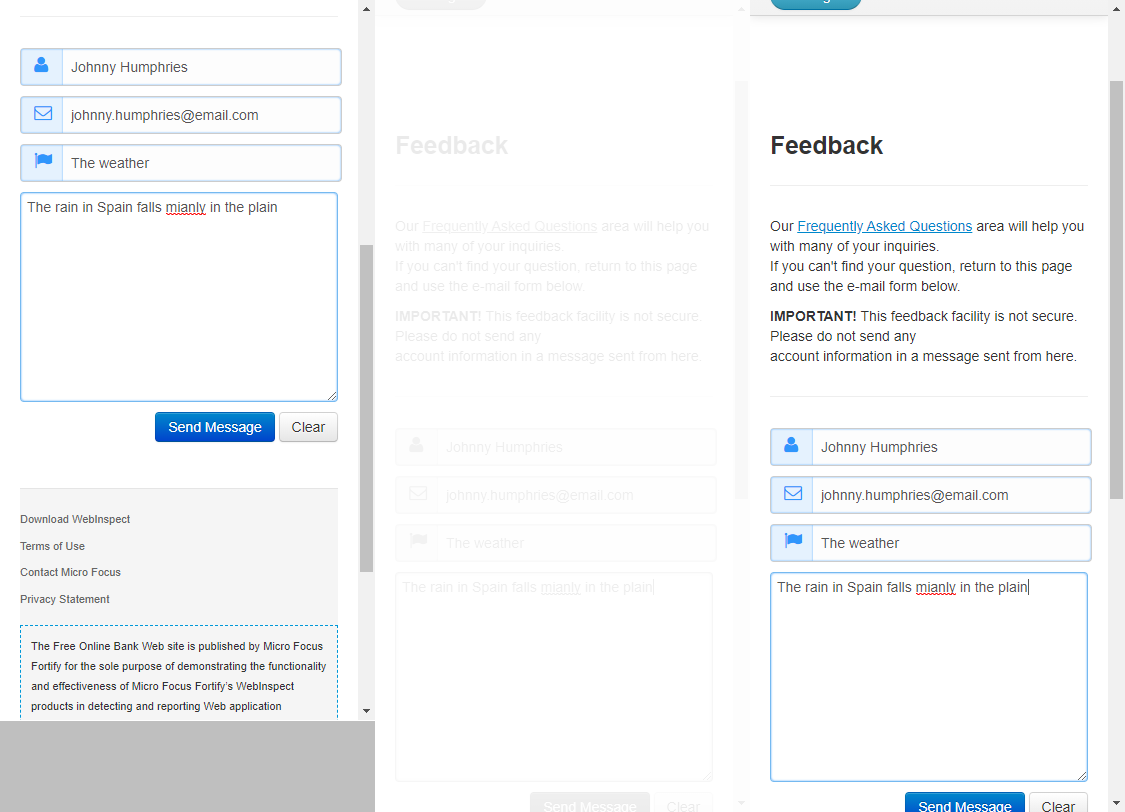 Johnny Humphries
johnny.humphries@email.com
The weather
The rain in Spain falls mianly in the plain
Send Message
Clear
Download WebInspect
Terms of Use
Contact Micro Focus
Privacy Statement
The Free Online Bank Web site is published by Micro Focus
Fortify for the sole purpose of demonstrating the functionality
and effectiveness of Micro Focus Fortify's WebInspect
products in detecting and reporting Web application
Feedback
Our Frequently Asked Questions area will help you
with many of your inquiries.
If you can't find your question, return to this page
and use the e-mail form below.
IMPORTANT! This feedback facility is not secure.
Please do not send any
account information in a message sent from here.
Johnny Humphries
johnny.humphries@email.com
The weather
The rain in Spain falls mianly in the plain
Send Message
Clear
Feedback
Our Frequently Asked Questions area will help you
with many of your inquiries.
If you can't find your question, return to this page
and use the e-mail form below.
IMPORTANT! This feedback facility is not secure.
Please do not send any
account information in a message sent from here.
Johnny Humphries
johnny.humphries@email.com
The weather
The rain in Spain falls mianly in the plain
Send Message
Clear